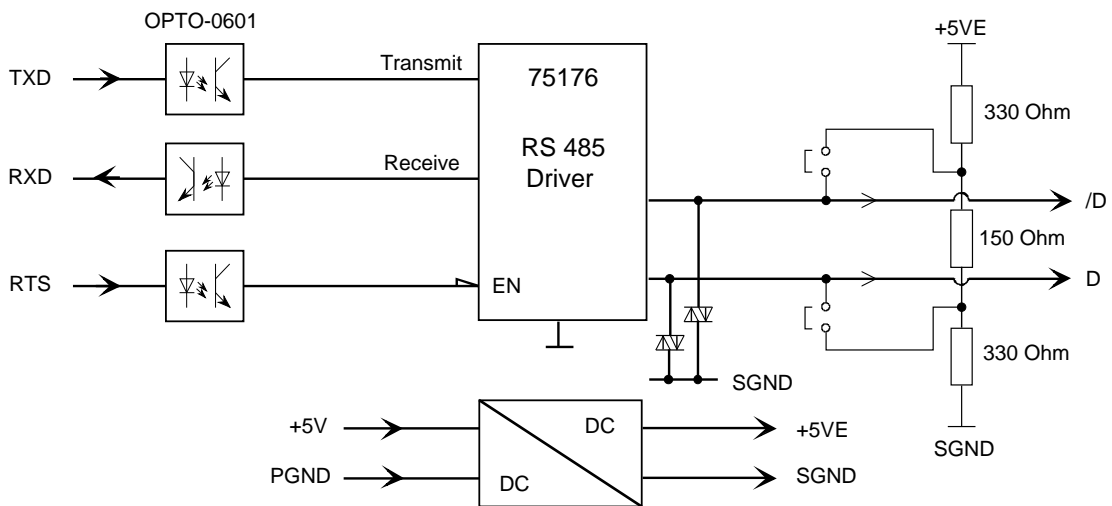 OPTO-0601
+5VE
TXD
Transmit
75176
330 Ohm
RS 485
Driver
RXD
Receive
/D
150 Ohm
RTS
EN
D
330 Ohm
SGND
SGND
+5V
DC
+5VE
PGND
DC
SGND